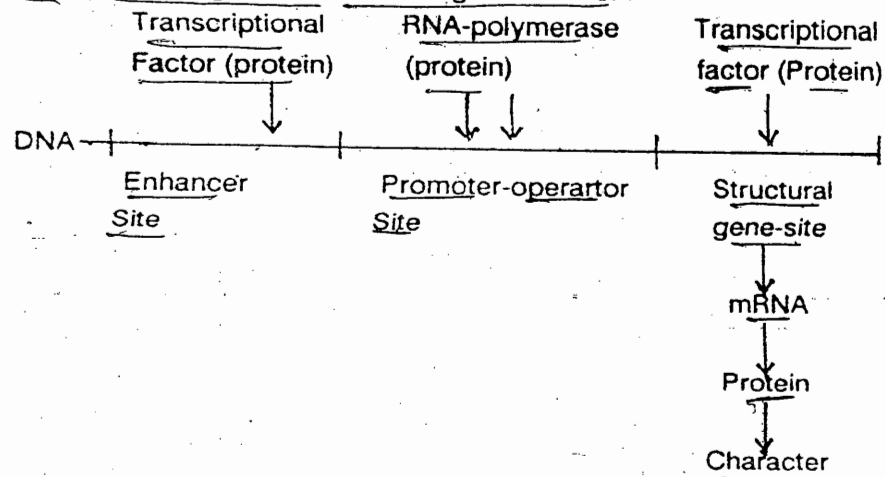 Transcriptional
Factor (protein)
RNA-polymerase
(protein)
Transcriptional
factor (Protein)
DNA
Enhancer
Site
Promoter-operartor
Site
Structural
gene-site
mRNA
Protein
Character